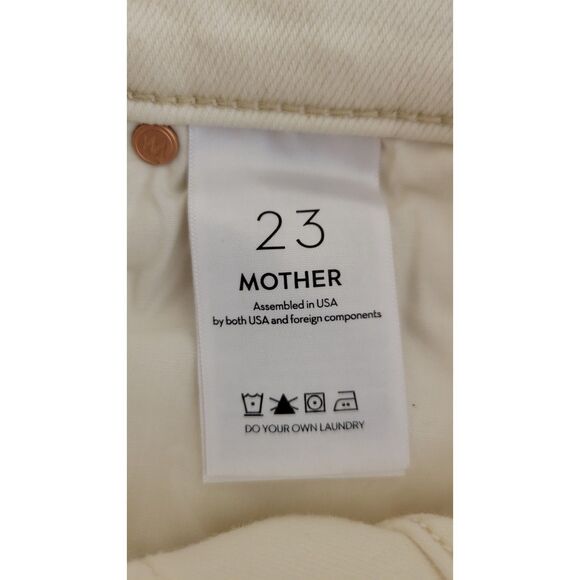 23
MOTHER
Assembled in USA
by both USA and foreign components
DO YOUR OWN LAUNDRY